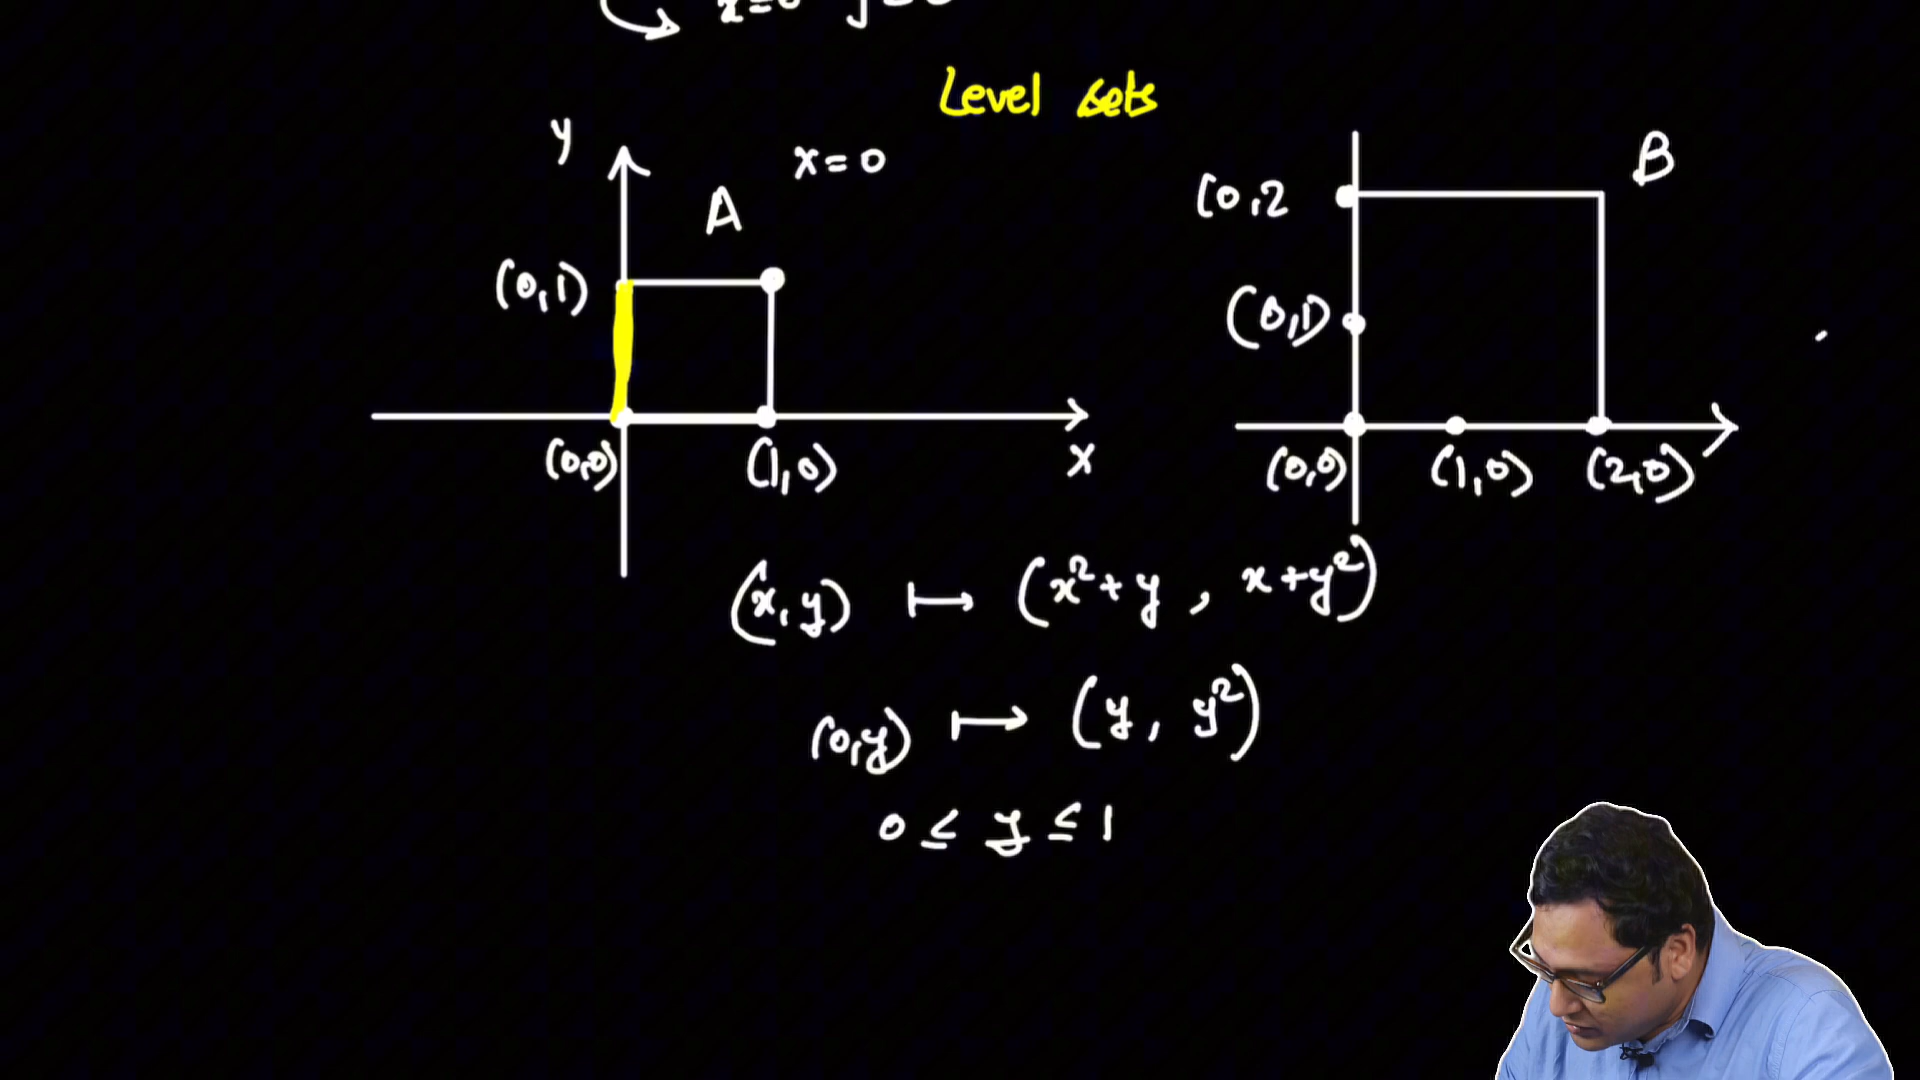 x=0
Level sets
y
x=0
A
B
(0,2
(0,1)
(0,1)
(0,0)
(1,0)
x
(0,0)
(1,0)
(2,0)
(x,y) ↦ (x²+y , x+y²)
(0,y) ↦ (y, y²)
0 ≤ y ≤ 1